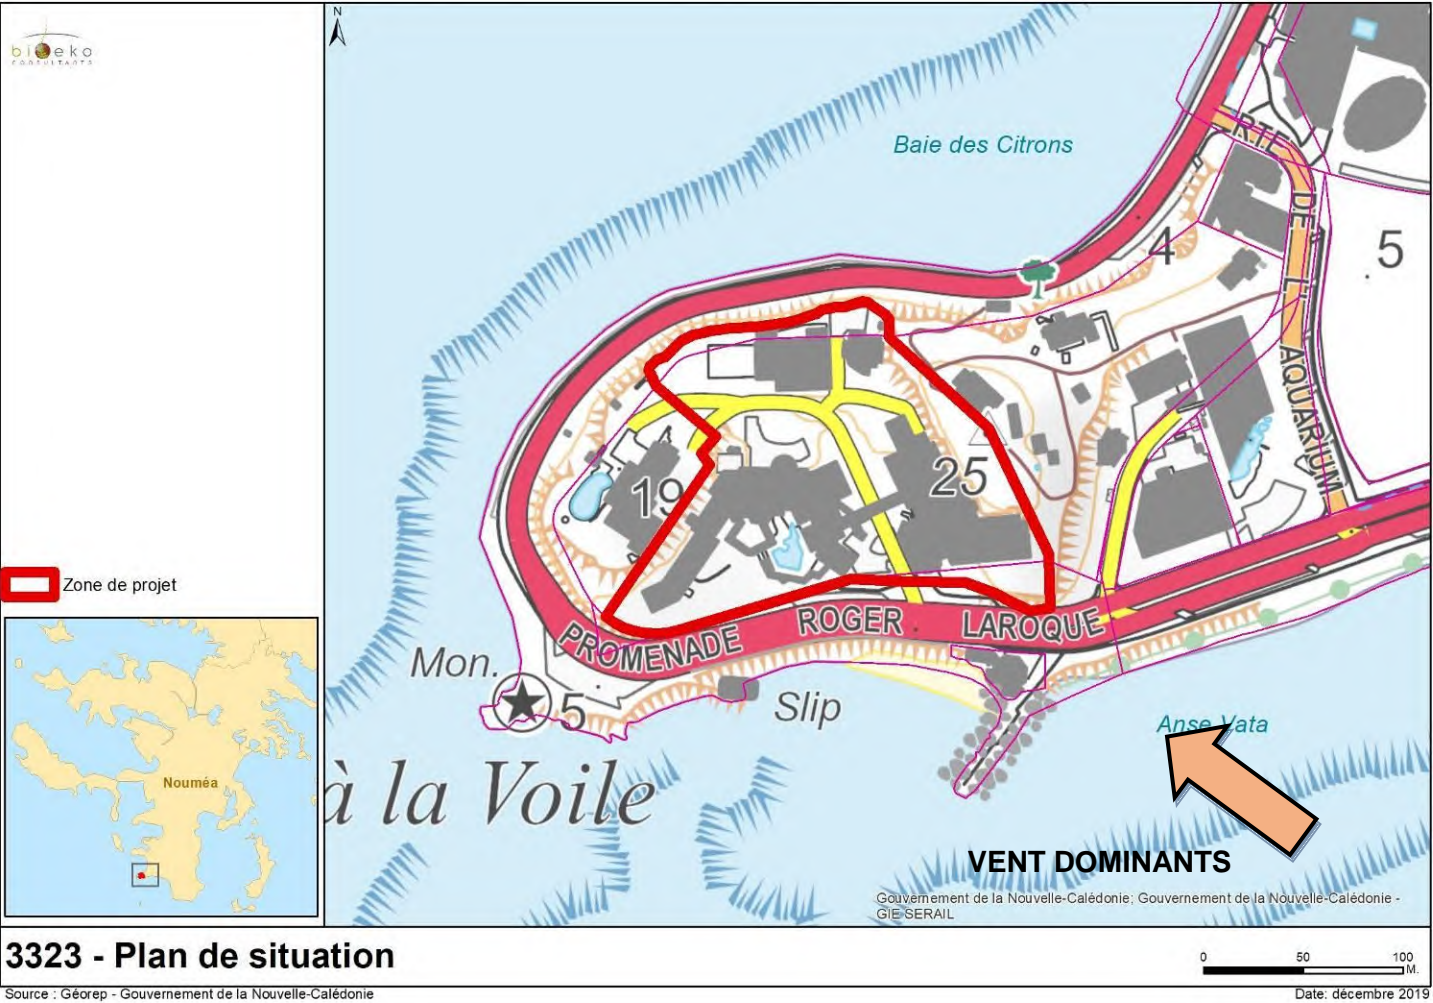 bioeko
CONSULTANTS
N
Baie des Citrons
RTE DE L'AQUARIUM
4
5
19
25
Zone de projet
PROMENADE ROGER LAROQUE
Mon.
5
Slip
Anse Vata
à la Voile
Nouméa
VENT DOMINANTS
Gouvernement de la Nouvelle-Calédonie; Gouvernement de la Nouvelle-Calédonie -
GIE SERAIL
3323 - Plan de situation
0 50 100
M.
Source : Géorep - Gouvernement de la Nouvelle-Calédonie
Date: décembre 2019